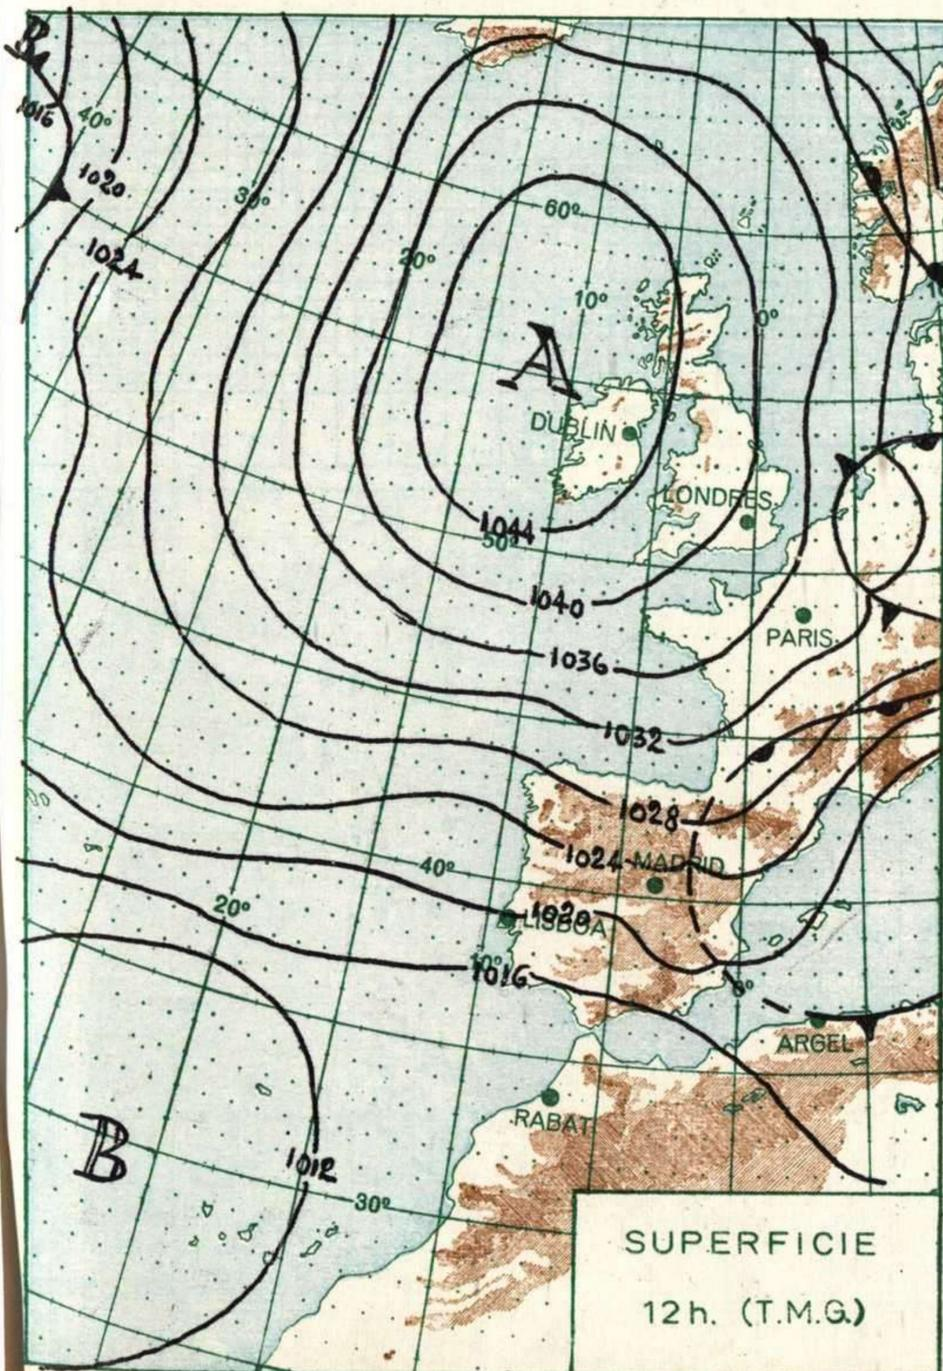 B
1016
40°
1020
30°
60°
1024
20°
10°
0°
A
DUBLIN
LONDRES
1044
50°
1040
PARIS
1036
1032
1028
1024
MADRID
40°
20°
1020
LISBOA
10°
1016
0°
ARGEL
RABAT
B
1012
30°
SUPERFICIE
12h. (T.M.G.)